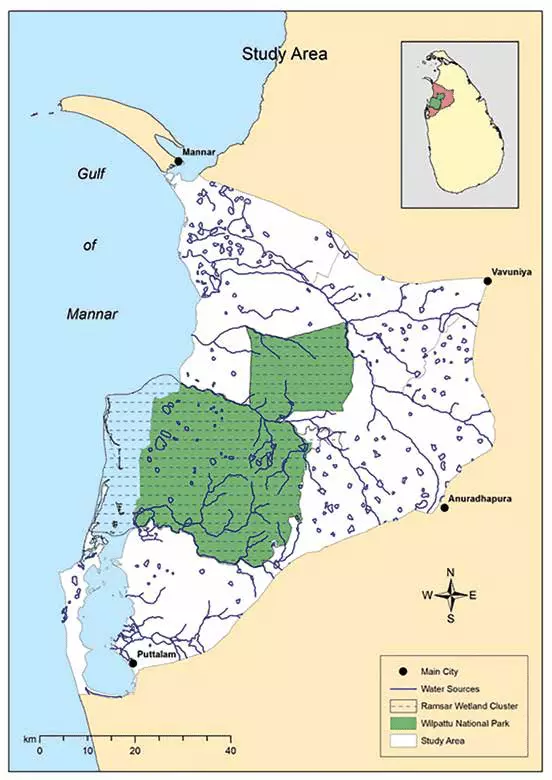 Study Area
Mannar
Gulf
of
Mannar
Vavuniya
Anuradhapura
N
W E
S
Puttalam
Main City
Water Sources
Ramsar Wetland Cluster
Wilpattu National Park
Study Area
km
0 10 20 40